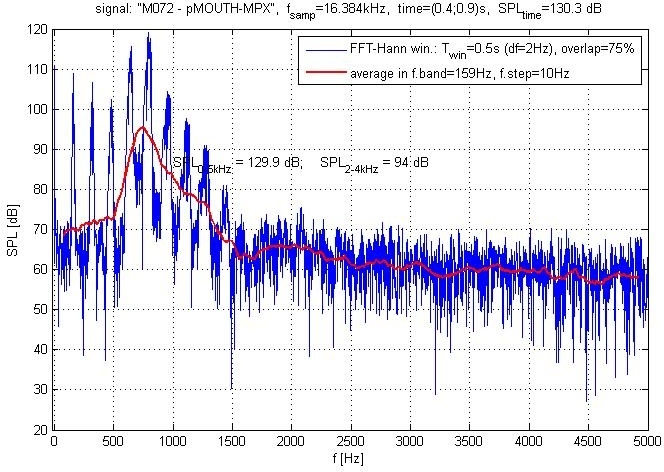 signal: "M072 - pMOUTH-MPX", fsamp=16.384kHz, time=(0.4;0.9)s, SPLtime=130.3 dB
120
110
100
90
80
70
60
50
40
30
20
SPL [dB]
FFT-Hann win.: Twin=0.5s (df=2Hz), overlap=75%
average in f.band=159Hz, f.step=10Hz
SPL0-5kHz = 129.9 dB; SPL2-4kHz = 94 dB
0 500 1000 1500 2000 2500 3000 3500 4000 4500 5000
f [Hz]